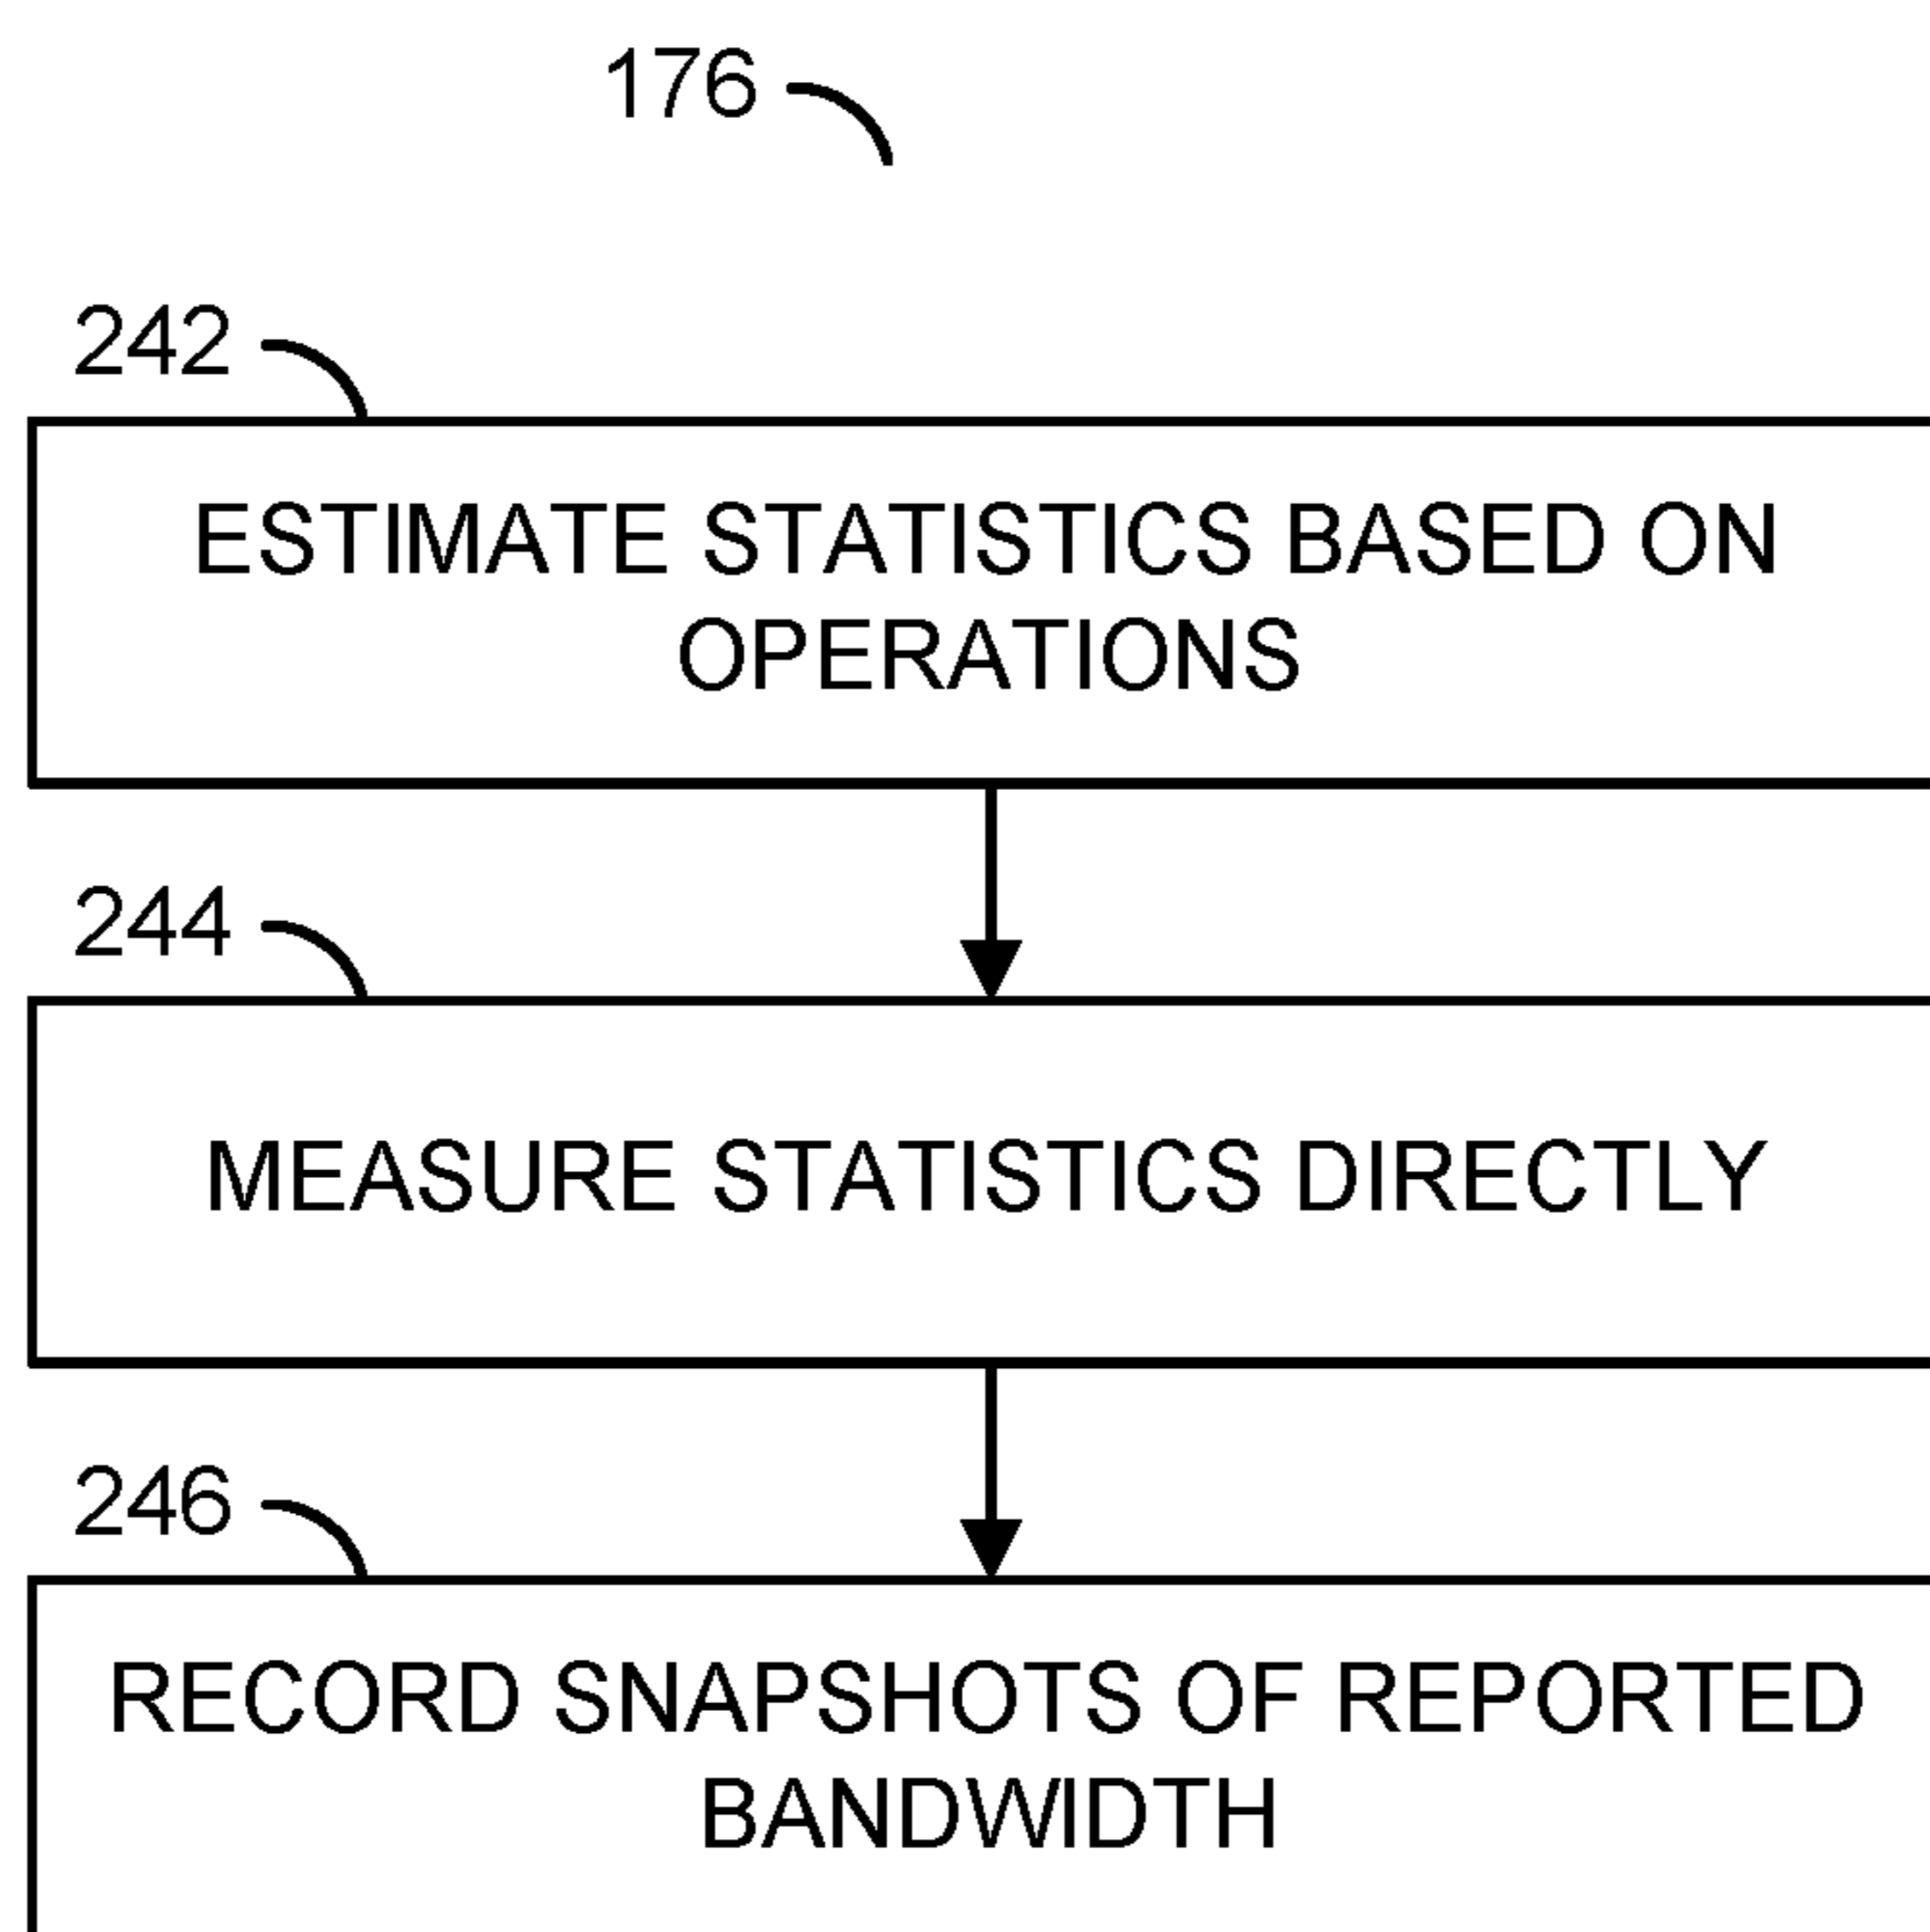 176
242
ESTIMATE STATISTICS BASED ON
OPERATIONS
244
MEASURE STATISTICS DIRECTLY
246
RECORD SNAPSHOTS OF REPORTED
BANDWIDTH